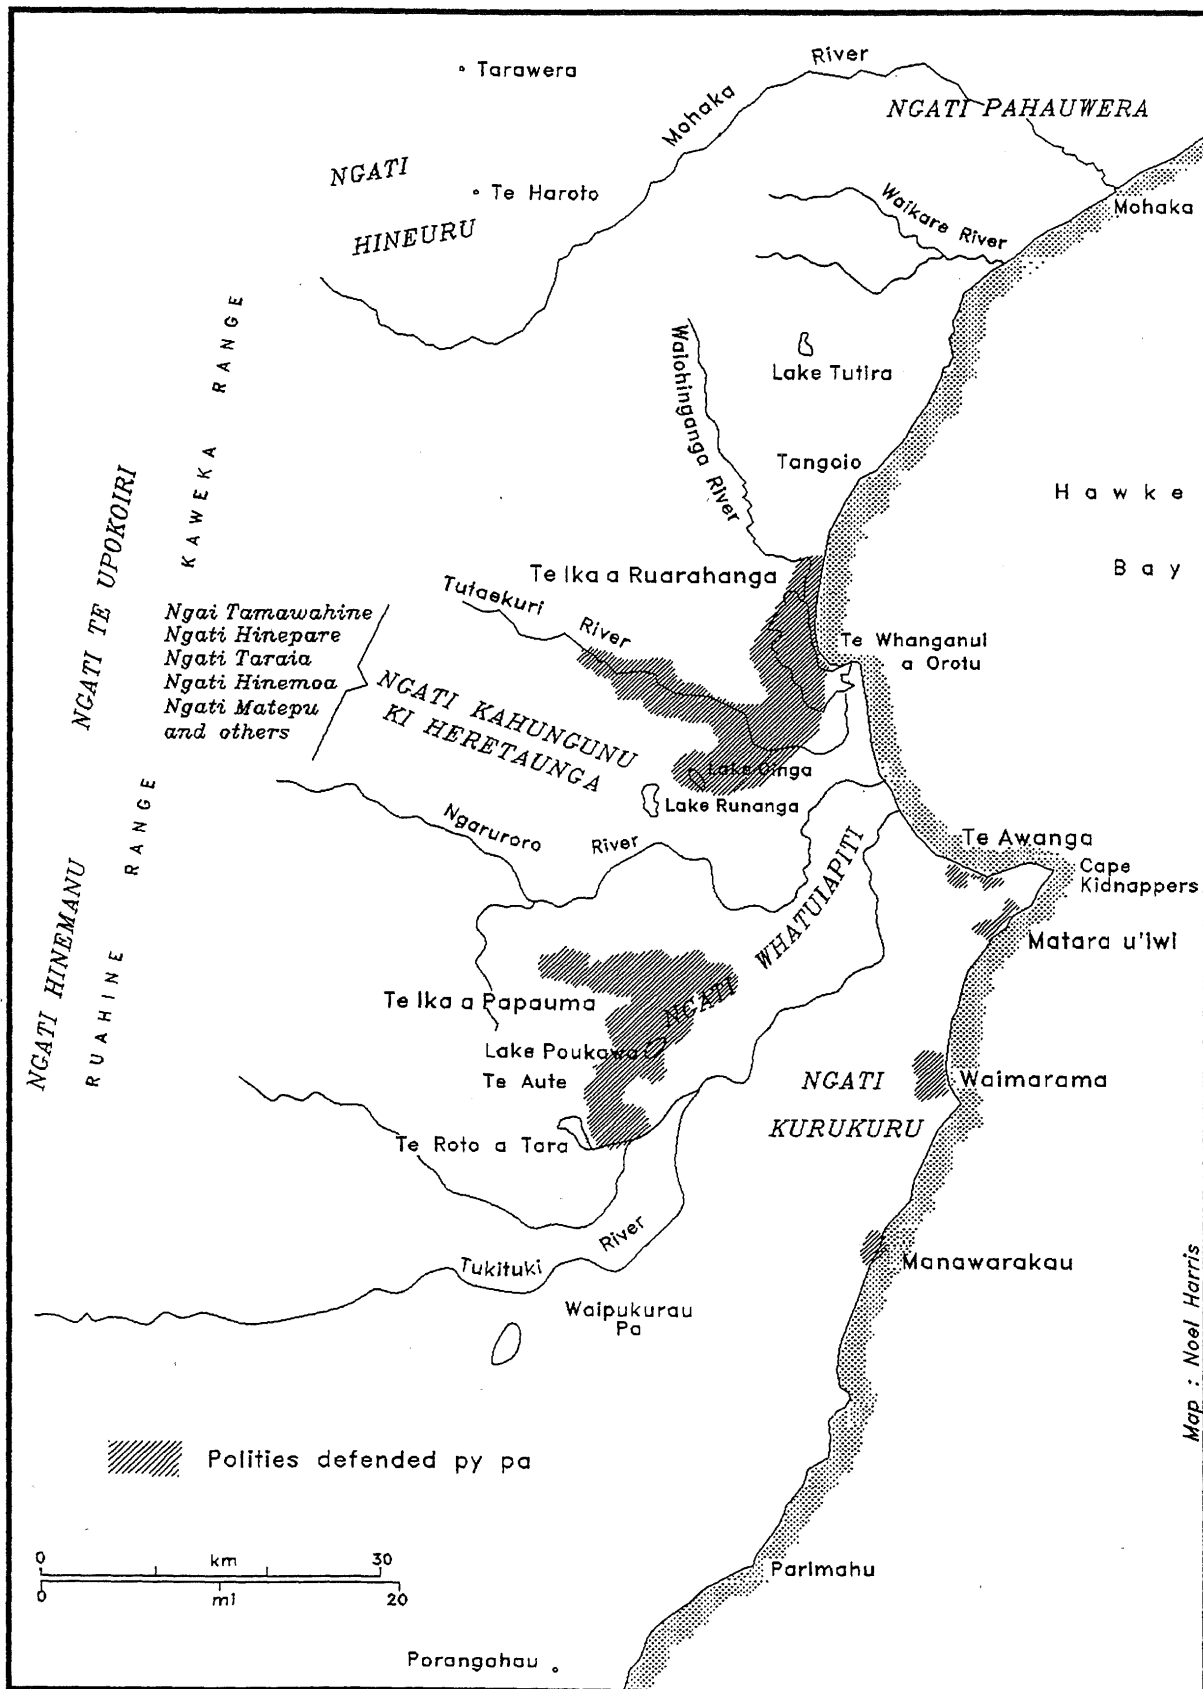 Tarawera
Mohaka River
NGATI PAHAUWERA
NGATI
HINEURU
Te Haroto
Mohaka
Waikare River
KAWEKA RANGE
Waiohinganga River
Lake Tutira
Tangoio
Hawke
Bay
NGATI TE UPOKOIRI
Te Ika a Ruarahanga
Tutaekuri River
Ngai Tamawahine
Ngati Hinepare
Ngati Taraia
Ngati Hinemoa
Ngati Matepu
and others
Te Whanganui
a Orotu
NGATI KAHUNGUNU
KI HERETAUNGA
Lake Oinga
Lake Runanga
Ngaruroro River
RUAHINE RANGE
NGATI HINEMANU
Te Awanga
Cape
Kidnappers
NGATI WHATUIAPITI
Matara u'iwi
Te Ika a Papauma
Lake Poukawa
Te Aute
NGATI
KURUKURU
Waimarama
Te Roto a Tara
Tukituki River
Manawarakau
Waipukurau
Pa
Map : Noel Harris
Polities defended py pa
0 km 30
0 mi 20
Parimahu
Porangahau